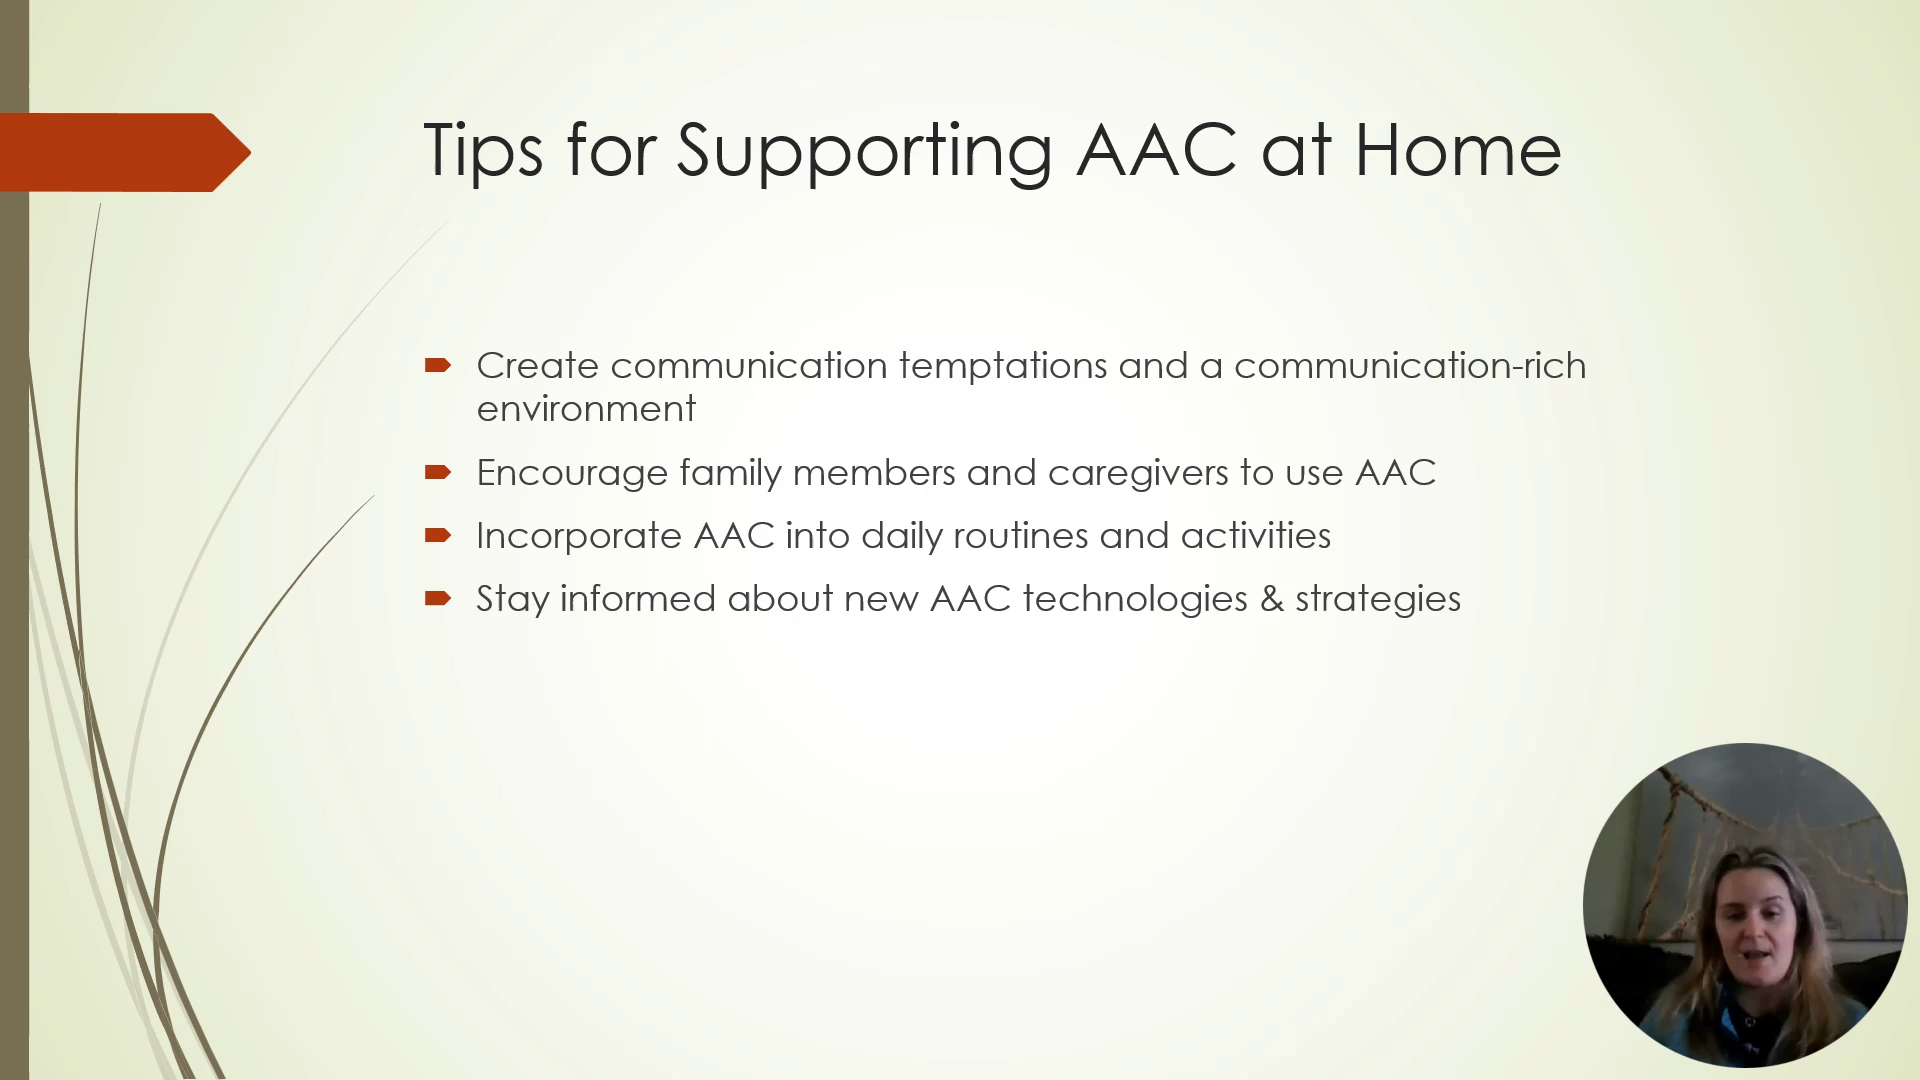 Tips for Supporting AAC at Home
Create communication temptations and a communication-rich
environment
Encourage family members and caregivers to use AAC
Incorporate AAC into daily routines and activities
Stay informed about new AAC technologies & strategies